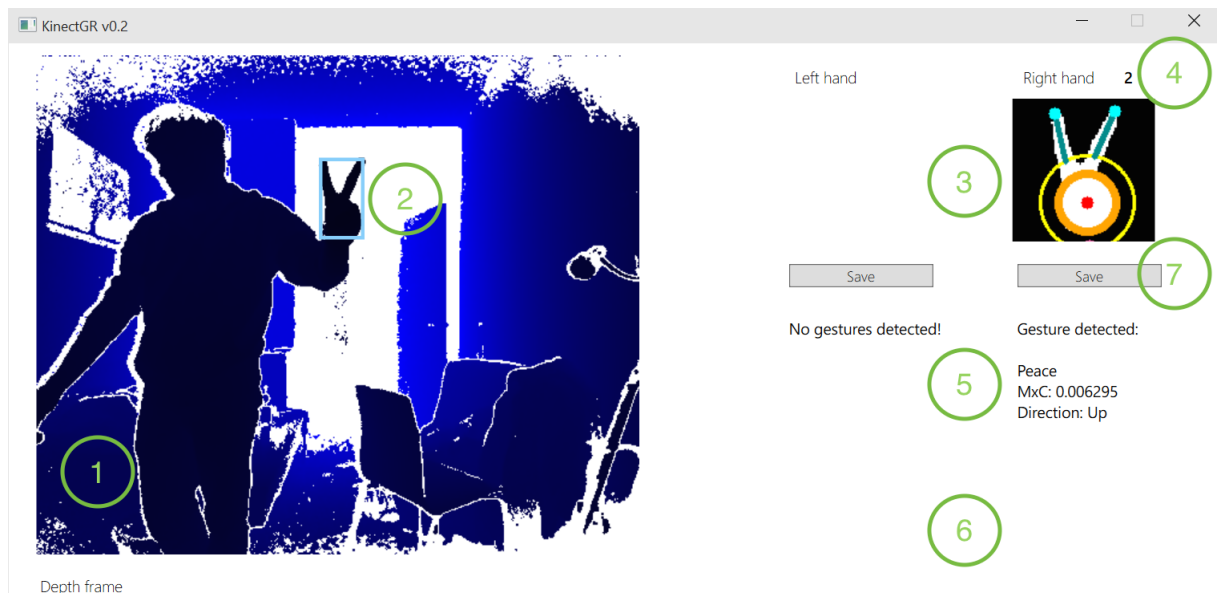 KinectGR v0.2
Left hand
Right hand 2
4
3
2
Save
Save
7
No gestures detected!
Gesture detected:
5
Peace
MxC: 0.006295
Direction: Up
1
6
Depth frame